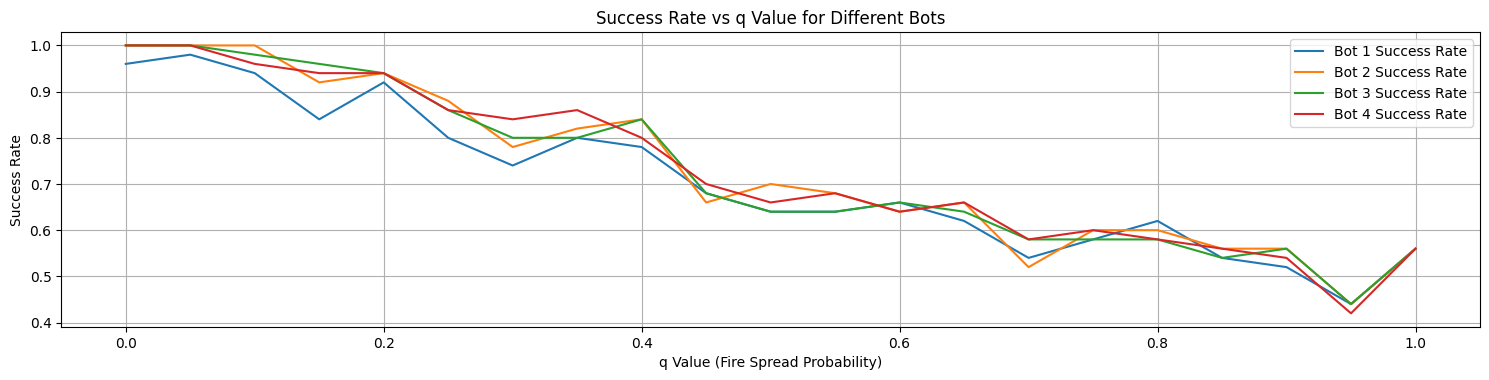 Success Rate vs q Value for Different Bots
Success Rate
1.0
0.9
0.8
0.7
0.6
0.5
0.4
Bot 1 Success Rate
Bot 2 Success Rate
Bot 3 Success Rate
Bot 4 Success Rate
0.0 0.2 0.4 0.6 0.8 1.0
q Value (Fire Spread Probability)